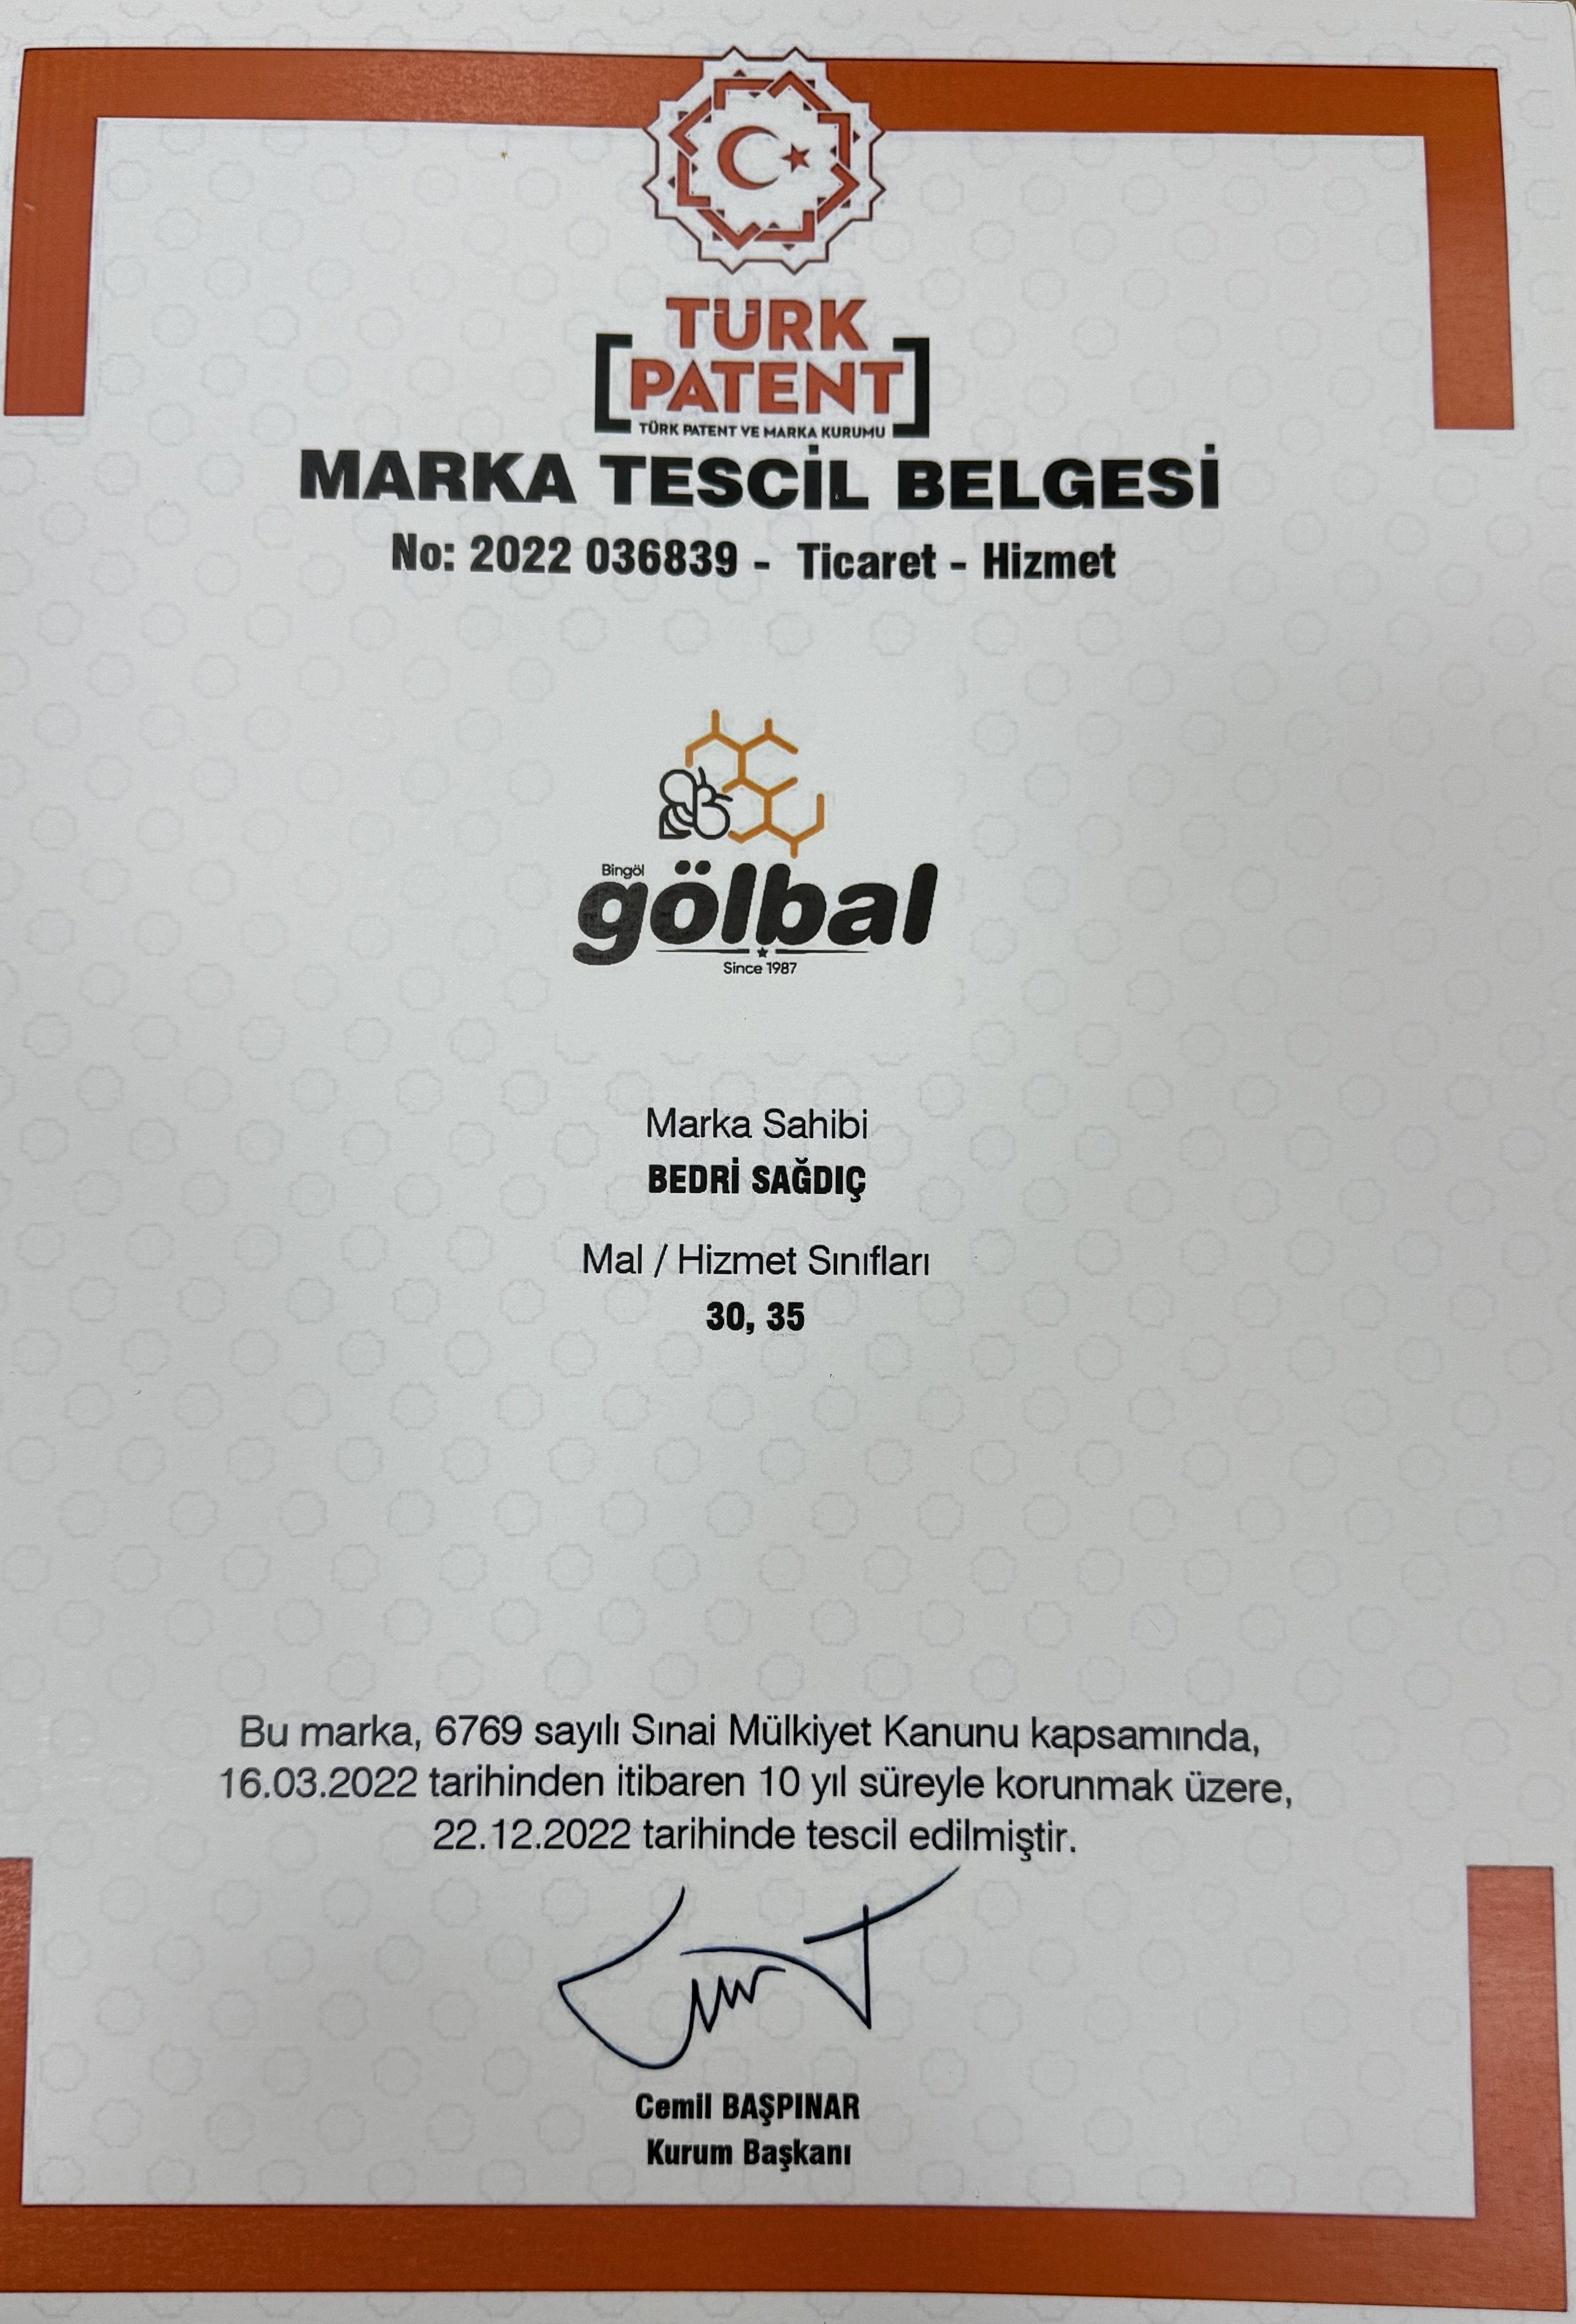 TÜRK
PATENT
TÜRK PATENT VE MARKA KURUMU
MARKA TESCİL BELGESİ
No: 2022 036839 - Ticaret - Hizmet
Bingöl
gölbal
Since 1987
Marka Sahibi
BEDRİ SAĞDIÇ
Mal / Hizmet Sınıfları
30, 35
Bu marka, 6769 sayılı Sınai Mülkiyet Kanunu kapsamında,
16.03.2022 tarihinden itibaren 10 yıl süreyle korunmak üzere,
22.12.2022 tarihinde tescil edilmiştir.
Cemil BAŞPINAR
Kurum Başkanı